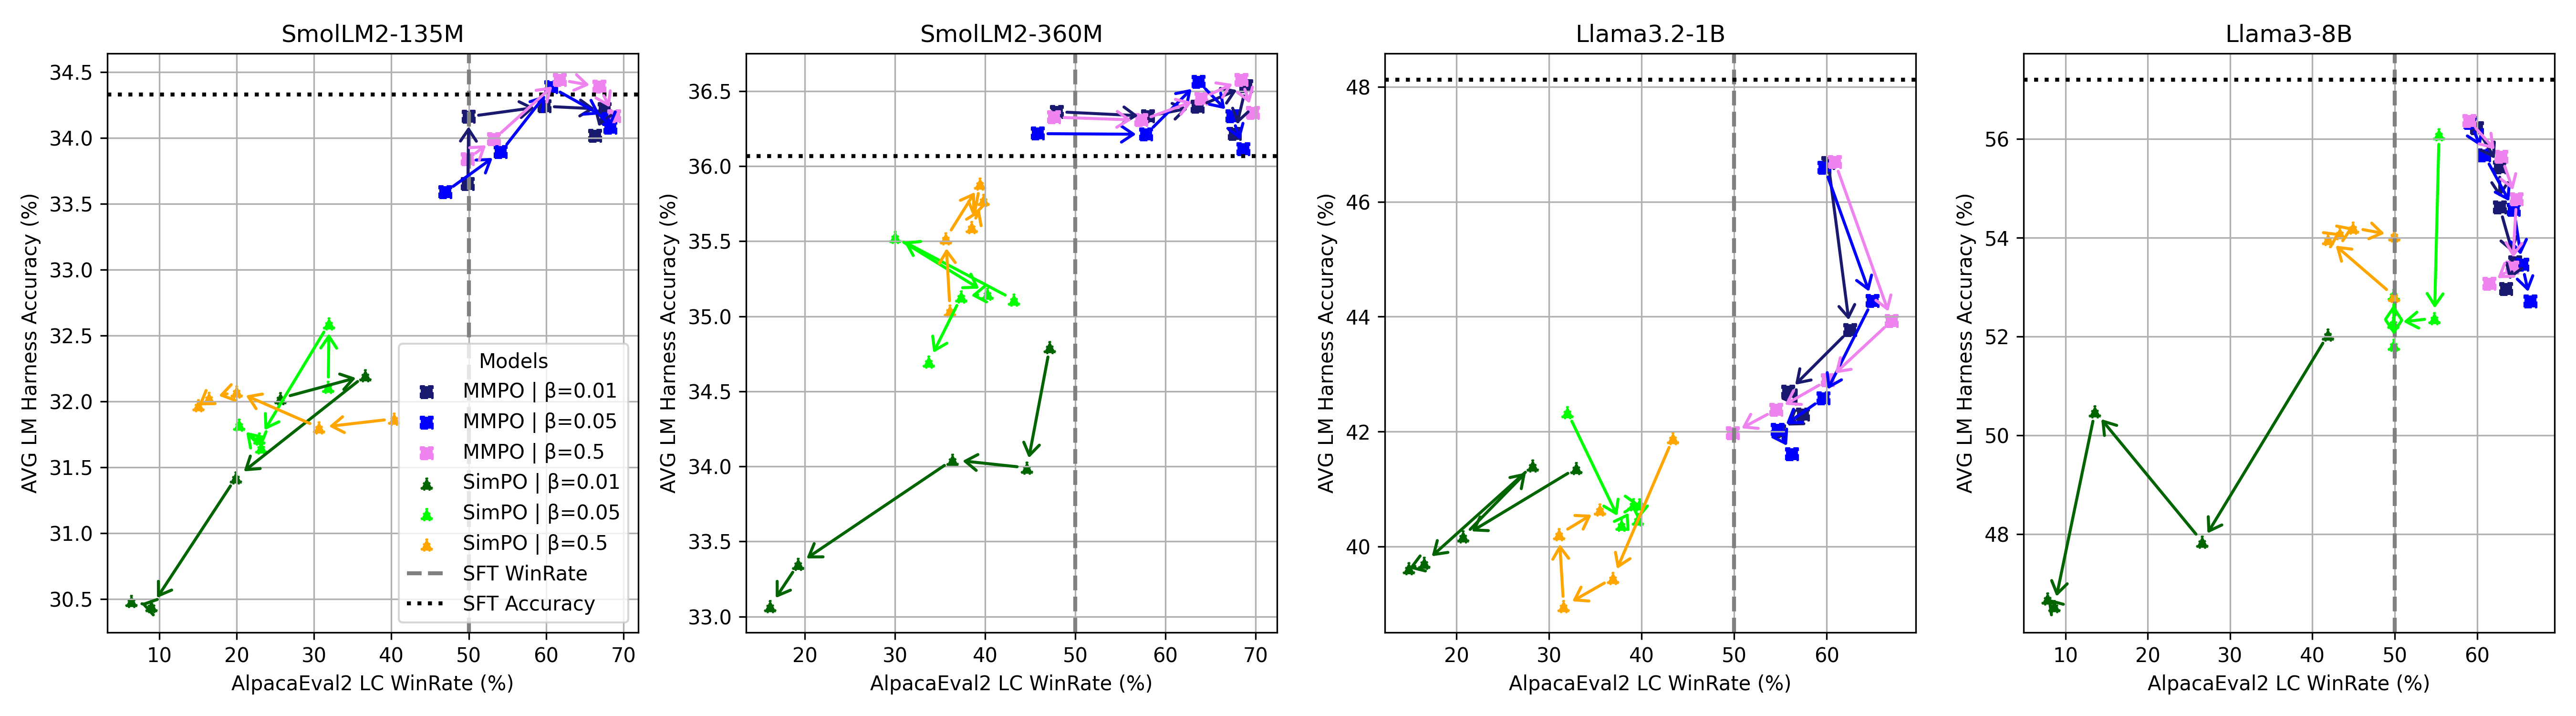 SmolLM2-135M
AVG LM Harness Accuracy (%)
34.5
34.0
33.5
33.0
32.5
32.0
31.5
31.0
30.5
10 20 30 40 50 60 70
AlpacaEval2 LC WinRate (%)
Models
MMPO | β=0.01
MMPO | β=0.05
MMPO | β=0.5
SimPO | β=0.01
SimPO | β=0.05
SimPO | β=0.5
SFT WinRate
SFT Accuracy
SmolLM2-360M
AVG LM Harness Accuracy (%)
36.5
36.0
35.5
35.0
34.5
34.0
33.5
33.0
20 30 40 50 60 70
AlpacaEval2 LC WinRate (%)
Llama3.2-1B
AVG LM Harness Accuracy (%)
48
46
44
42
40
20 30 40 50 60
AlpacaEval2 LC WinRate (%)
Llama3-8B
AVG LM Harness Accuracy (%)
56
54
52
50
48
10 20 30 40 50 60
AlpacaEval2 LC WinRate (%)